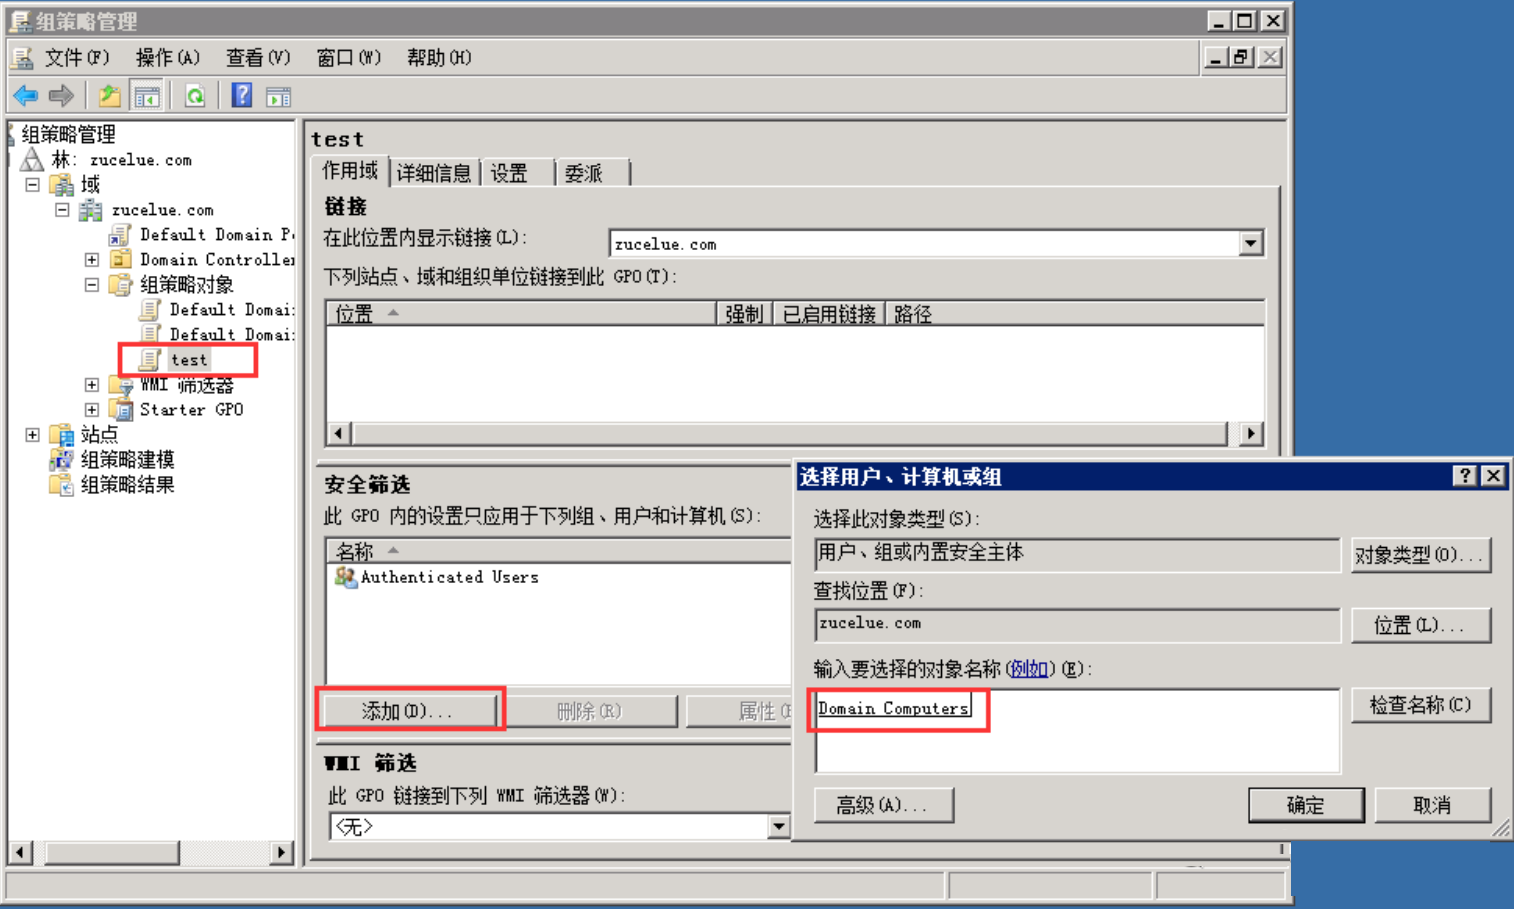 组策略管理
文件(F) 操作(A) 查看(V) 窗口(W) 帮助(H)
组策略管理
林: zucelue.com
域
zucelue.com
Default Domain P
Domain Controller
组策略对象
Default Domai
Default Domai
test
WMI 筛选器
Starter GPO
站点
组策略建模
组策略结果
test
作用域 详细信息 设置 委派
链接
在此位置内显示链接(L):
zucelue.com
下列站点、域和组织单位链接到此 GPO(T):
位置 强制 已启用链接 路径
安全筛选
此 GPO 内的设置只应用于下列组、用户和计算机(S):
名称
Authenticated Users
添加(D)... 删除(R) 属性(
WMI 筛选
此 GPO 链接到下列 WMI 筛选器(W):
<无>
选择用户、计算机或组
选择此对象类型(S):
用户、组或内置安全主体
对象类型(O)...
查找位置(F):
zucelue.com
位置(L)...
输入要选择的对象名称(例如)(E):
Domain Computers
检查名称(C)
高级(A)...
确定
取消